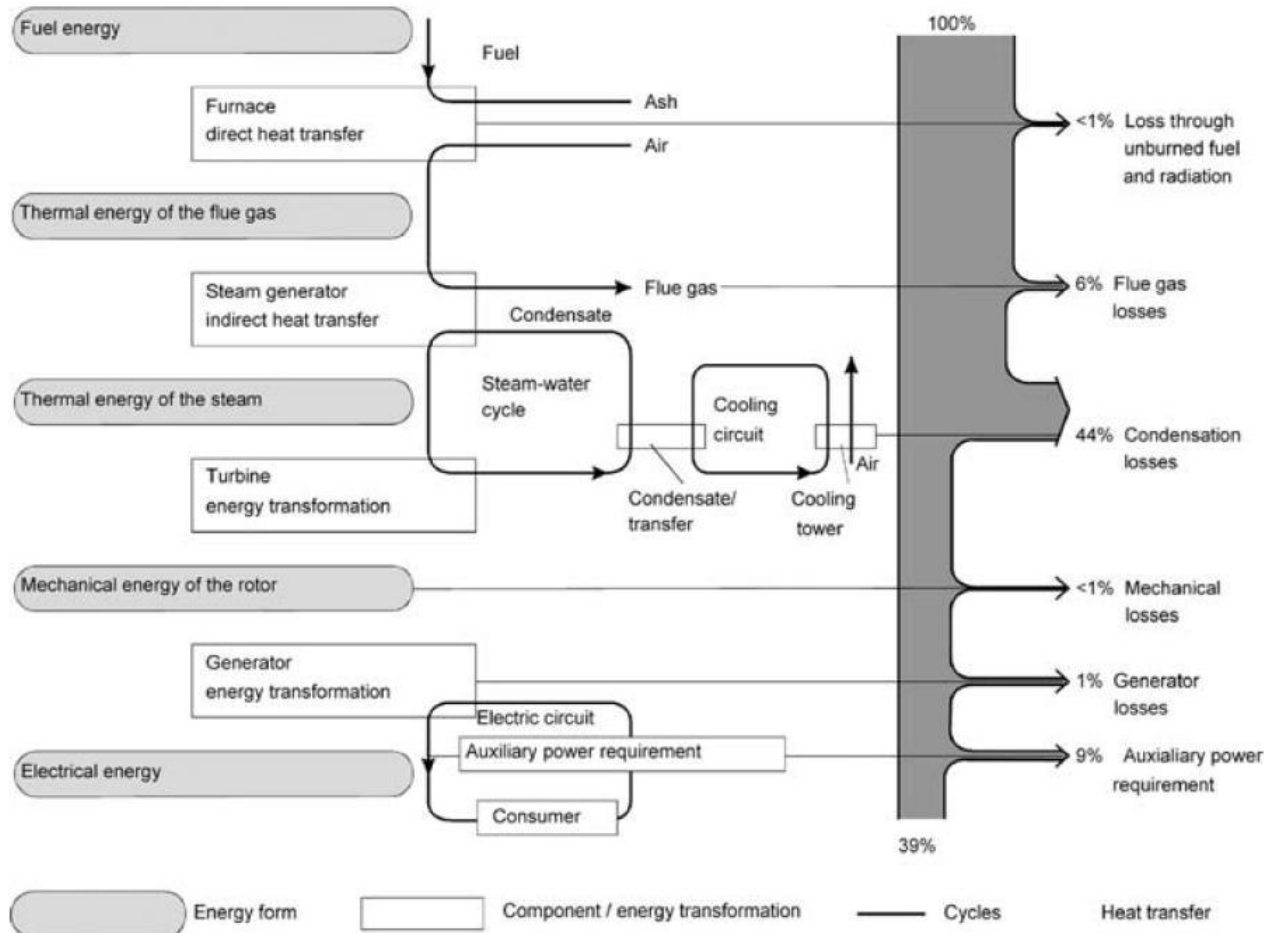 Fuel energy
Fuel
100%
Furnace
direct heat transfer
Ash
Air
<1% Loss through
unburned fuel
and radiation
Thermal energy of the flue gas
Steam generator
indirect heat transfer
Flue gas
6% Flue gas
losses
Condensate
Thermal energy of the steam
Steam-water
cycle
Cooling
circuit
44% Condensation
losses
Air
Turbine
energy transformation
Condensate/
transfer
Cooling
tower
Mechanical energy of the rotor
<1% Mechanical
losses
Generator
energy transformation
1% Generator
losses
Electric circuit
Auxiliary power requirement
Electrical energy
9% Auxialiary power
requirement
Consumer
39%
Energy form
Component / energy transformation
Cycles
Heat transfer